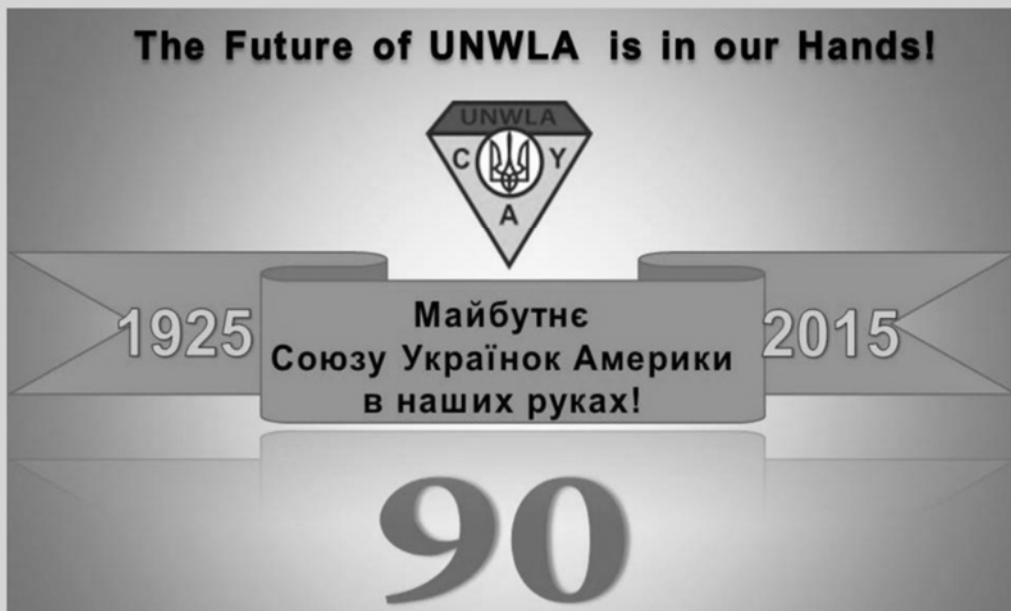 The Future of UNWLA is in our Hands!
UNWLA
С У
А
1925
Майбутнє
Союзу Українок Америки
в наших руках!
2015
90